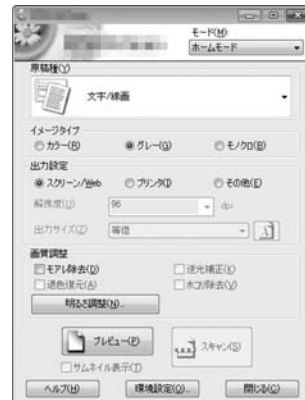 モード(M)
ホームモード
原稿種(Y)
文字/線画
イメージタイプ
カラー(R) グレー(G) モノクロ(B)
出力設定
スクリーン/Web プリンタ(I) その他(E)
解像度(U) 96 dpi
出力サイズ(Z) 等倍
画質調整
モアレ除去(D) 逆光補正(K)
退色復元(A) ホコリ除去(V)
明るさ調整(N)...
プレビュー(P) スキャン(S)
サムネイル表示(T)
ヘルプ(H) 環境設定(O)... 閉じる(C)